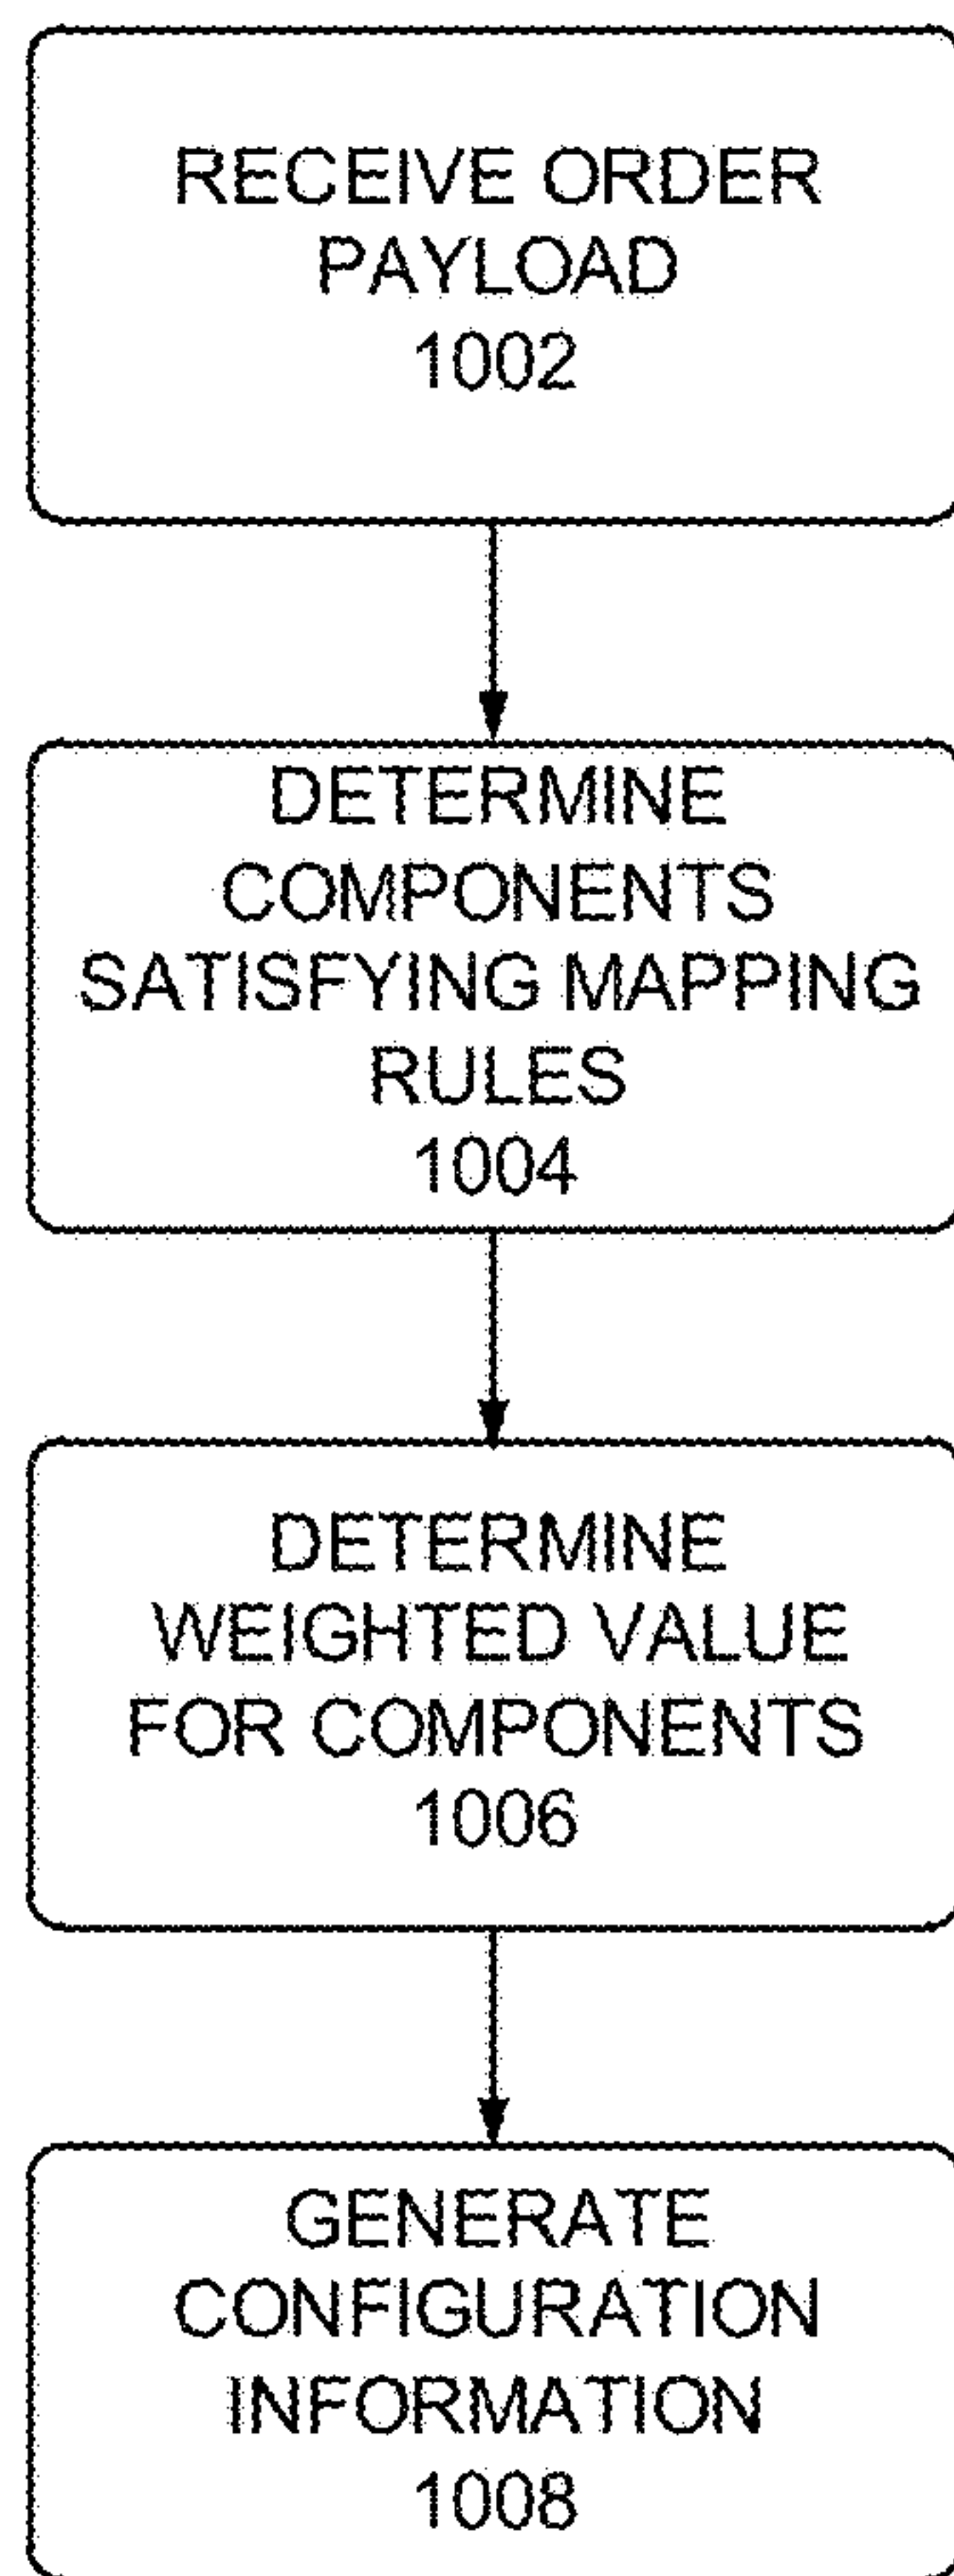 RECEIVE ORDER
PAYLOAD
1002
DETERMINE
COMPONENTS
SATISFYING MAPPING
RULES
1004
DETERMINE
WEIGHTED VALUE
FOR COMPONENTS
1006
GENERATE
CONFIGURATION
INFORMATION
1008